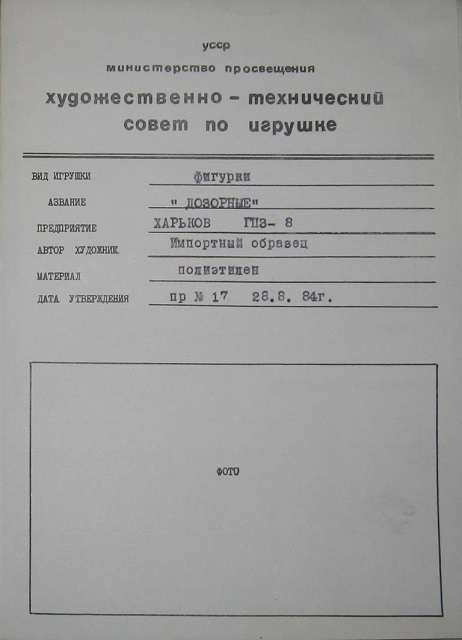 усср
министерство просвещения
художественно - технический
совет по игрушке
ВИД ИГРУШКИ фигурки
АЗВАНИЕ " ДОЗОРНЫЕ"
ПРЕДПРИЯТИЕ ХАРЬКОВ ГПЗ- 8
АВТОР ХУДОЖНИК Импортный образец
МАТЕРИАЛ полиэтилен
ДАТА УТВЕРЖДЕНИЯ пр № 17 28.8. 84г.
ФОТО